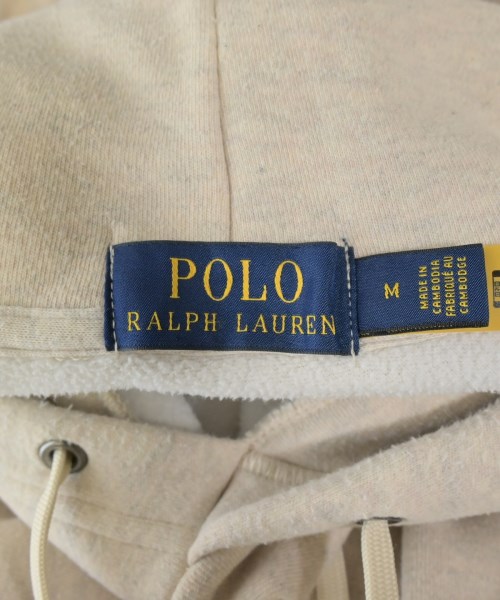 POLO
RALPH LAUREN
M
MADE IN
CAMBODIA
FABRIQUÉ AU
CAMBODGE